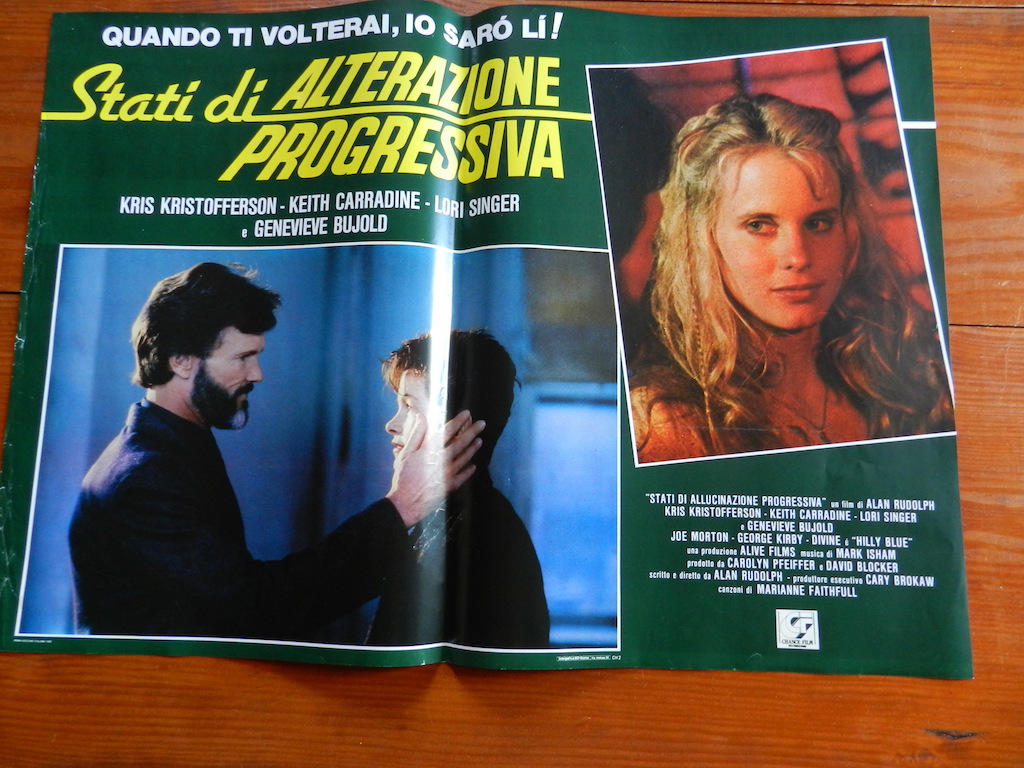 QUANDO TI VOLTERAI, IO SARÓ LÍ!
Stati di ALTERAZIONE
PROGRESSIVA
KRIS KRISTOFFERSON - KEITH CARRADINE - LORI SINGER
e GENEVIEVE BUJOLD
"STATI DI ALLUCINAZIONE PROGRESSIVA" un film di ALAN RUDOLPH
KRIS KRISTOFFERSON - KEITH CARRADINE - LORI SINGER
e GENEVIEVE BUJOLD
JOE MORTON - GEORGE KIRBY - DIVINE é "HILLY BLUE"
una produzione ALIVE FILMS musica di MARK ISHAM
prodotto da CAROLYN PFEIFFER e DAVID BLOCKER
scritto e diretto da ALAN RUDOLPH - produttore esecutivo CARY BROKAW
canzoni di MARIANNE FAITHFULL
CHANCE FILM